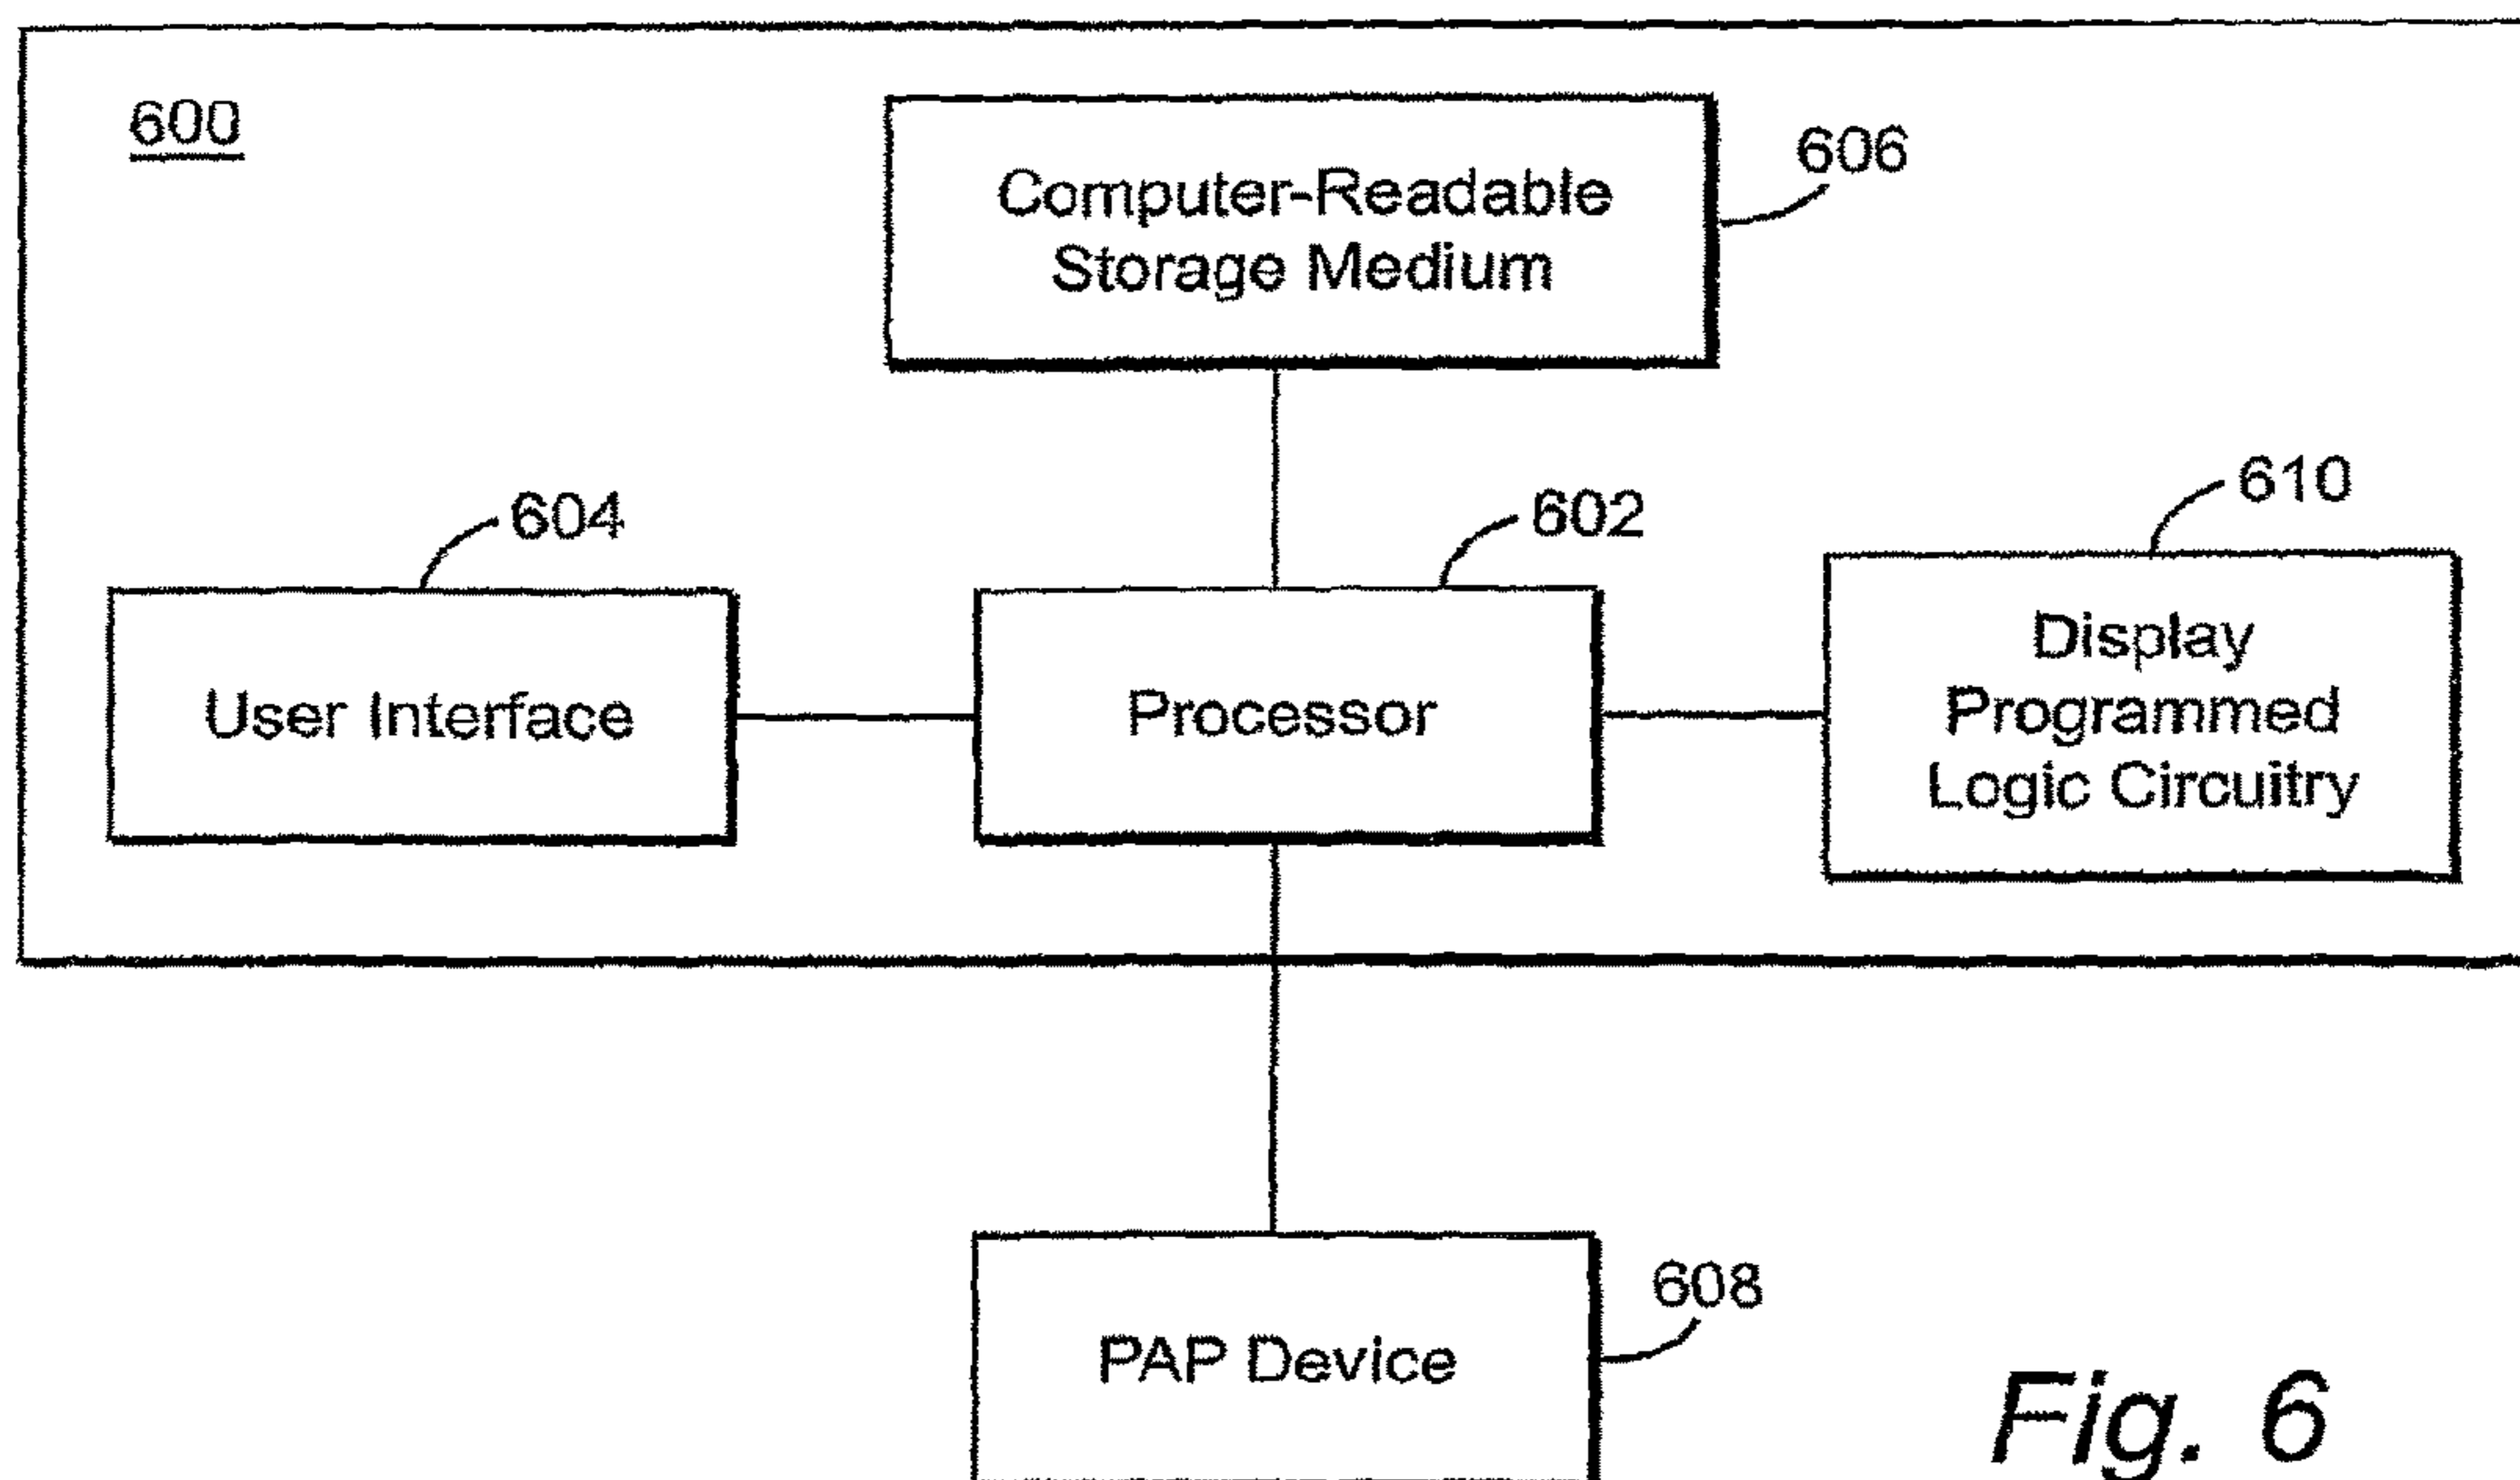 600
606
Computer-Readable
Storage Medium
604
602
610
User Interface
Processor
Display
Programmed
Logic Circuitry
608
PAP Device
Fig. 6